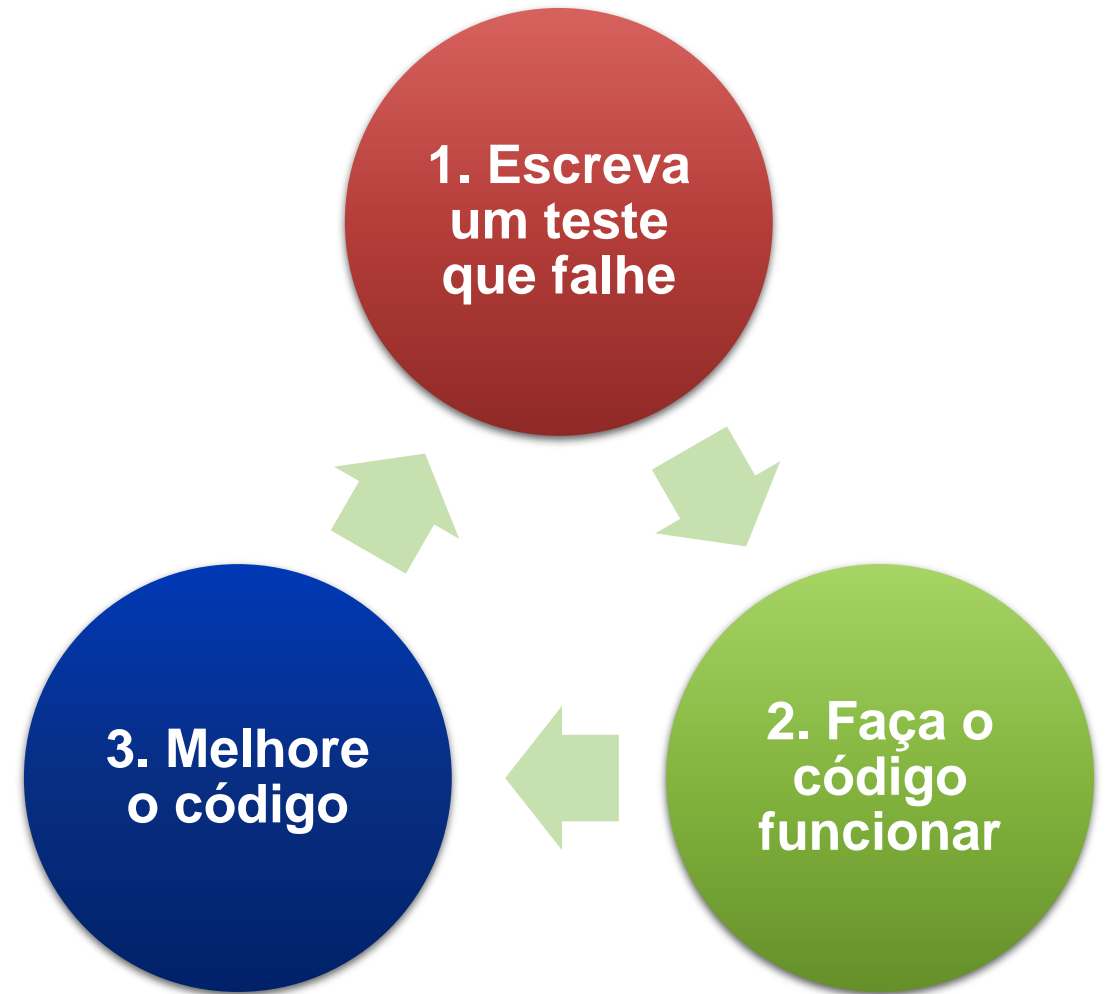 1. Escreva
um teste
que falhe
2. Faça o
código
funcionar
3. Melhore
o código